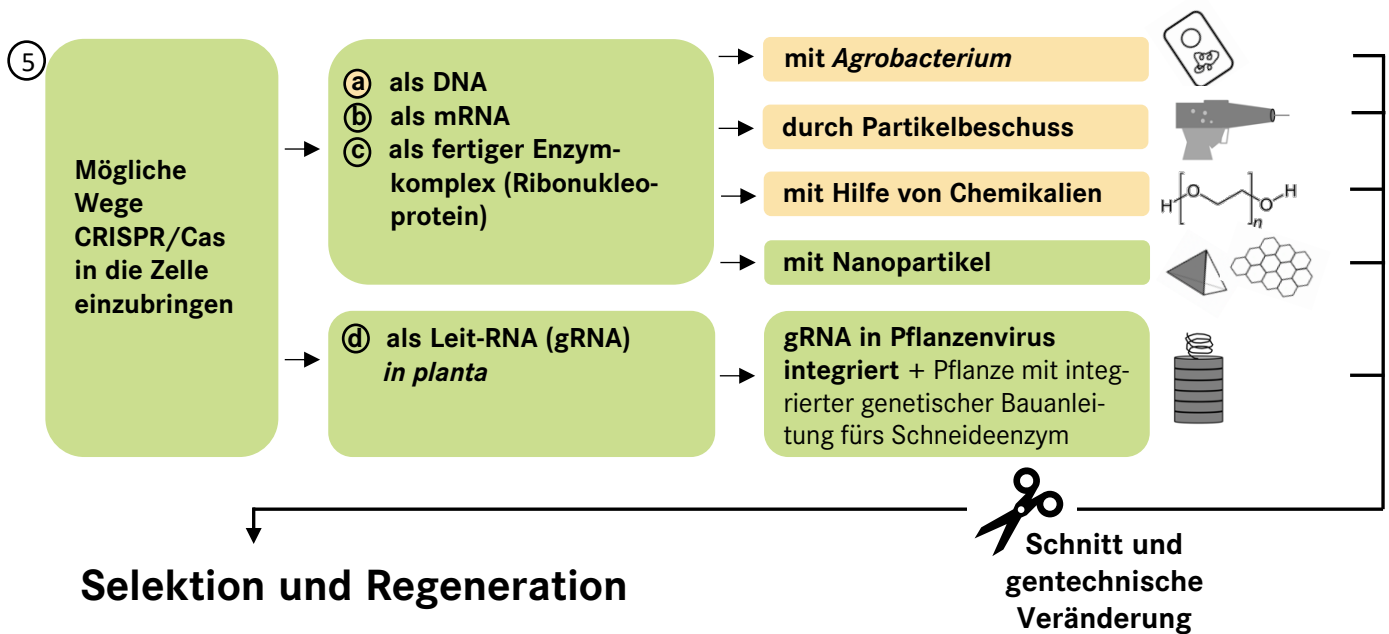 5
Mögliche
Wege
CRISPR/Cas
in die Zelle
einzubringen
a als DNA
b als mRNA
c als fertiger Enzym-
komplex (Ribonukleo-
protein)
mit Agrobacterium
durch Partikelbeschuss
mit Hilfe von Chemikalien
H O O H n
mit Nanopartikel
d als Leit-RNA (gRNA)
in planta
gRNA in Pflanzenvirus
integriert + Pflanze mit integ-
rierter genetischer Bauanlei-
tung fürs Schneideenzym
Schnitt und
gentechnische
Veränderung
Selektion und Regeneration